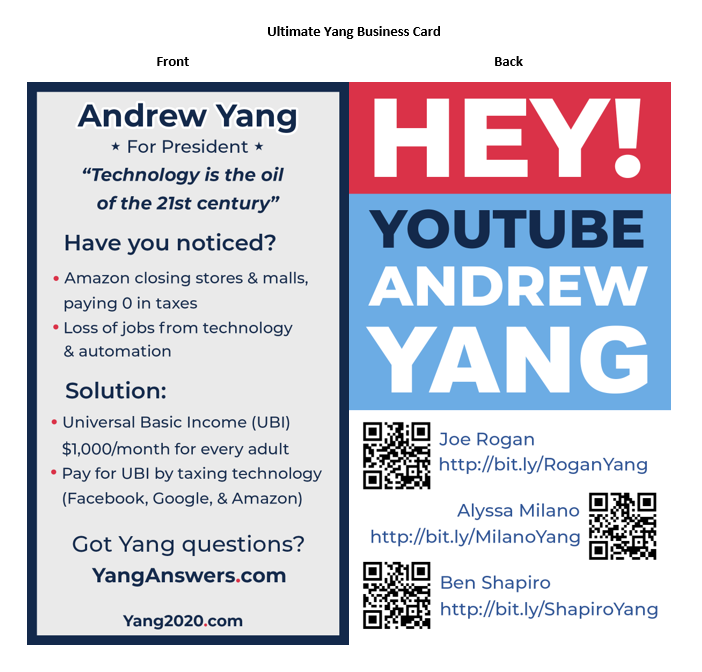 Ultimate Yang Business Card
Front
Back
Andrew Yang
★ For President ★
“Technology is the oil
of the 21st century”
Have you noticed?
• Amazon closing stores & malls,
paying 0 in taxes
• Loss of jobs from technology
& automation
Solution:
• Universal Basic Income (UBI)
$1,000/month for every adult
• Pay for UBI by taxing technology
(Facebook, Google, & Amazon)
Got Yang questions?
YangAnswers.com
Yang2020.com
HEY!
YOUTUBE
ANDREW
YANG
Joe Rogan
http://bit.ly/RoganYang
Alyssa Milano
http://bit.ly/MilanoYang
Ben Shapiro
http://bit.ly/ShapiroYang